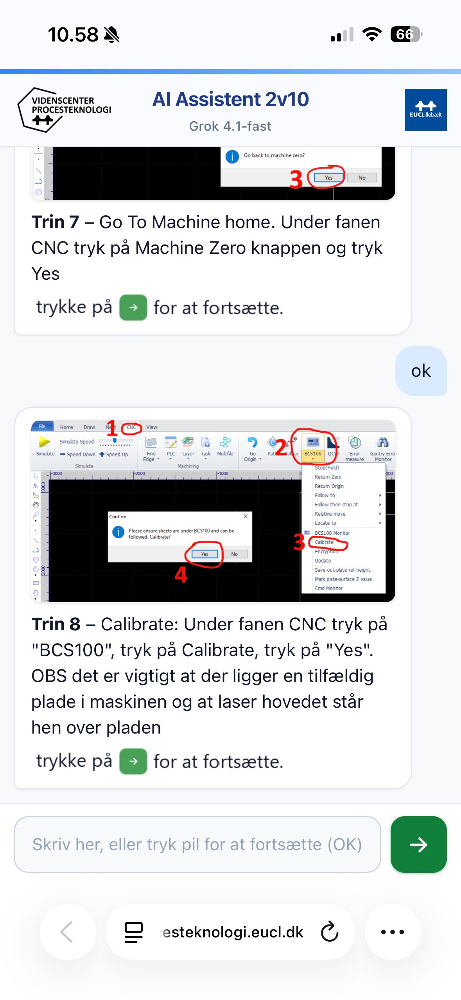 10.58
66
VIDENSCENTER
PROCESTEKNOLOGI
AI Assistent 2v10
Grok 4.1-fast
EUCLillebælt
Go back to machine zero?
3
Yes
No
Trin 7 – Go To Machine home. Under fanen
CNC tryk på Machine Zero knappen og tryk
Yes
trykke på → for at fortsætte.
ok
File Home Draw Nest 1 CNC View
Simulate Speed
Simulate Speed Down Speed Up
Find Edge
PLC
Layer
Task
Multifile
Go Origin
2
BCS100
Error measure
Gantry Erro Monitor
Simulate
Machining
-3000 -2000 -1000
3000
2000
Stop(Hold)
Return Zero
Return Origin
Follow to
Follow then stop at
Relative move
Locate to
BCS100 Monitor
3 Calibrate
Encryption
Update
Save out-plate ref height
Mark plate-surface Z value
Cmd Monitor
Confirm
Please ensure sheets are under BCS100 and can be
followed. Calibrate?
Yes No
4
Trin 8 – Calibrate: Under fanen CNC tryk på
"BCS100", tryk på Calibrate, tryk på "Yes".
OBS det er vigtigt at der ligger en tilfældig
plade i maskinen og at laser hovedet står
hen over pladen
trykke på → for at fortsætte.
Skriv her, eller tryk pil for at fortsætte (OK)
esteknologi.eucl.dk